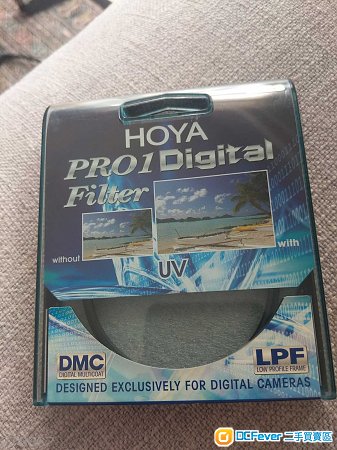 HOYA
PRO1 Digital
Filter
without
with
UV
DMC
DIGITAL MULTICOAT
LPF
LOW PROFILE FRAME
DESIGNED EXCLUSIVELY FOR DIGITAL CAMERAS
DCFever 二手買賣區